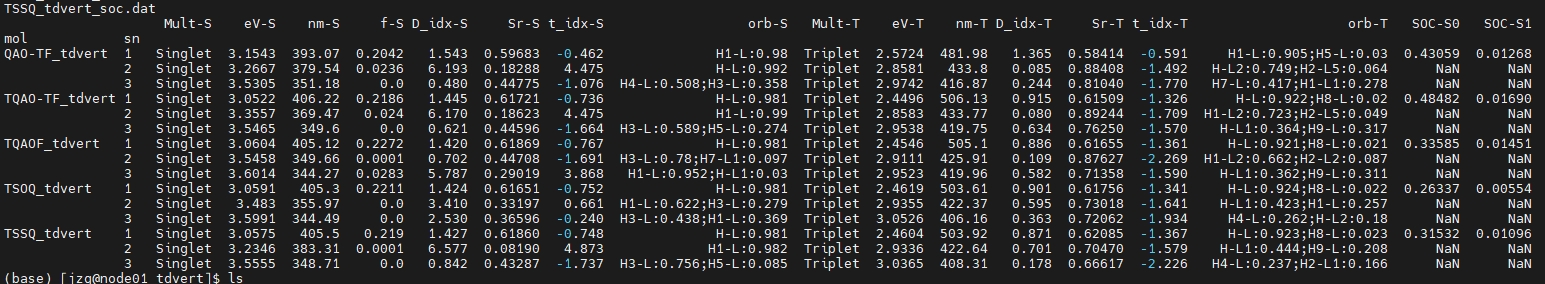 TSSQ_tdvert_soc.dat
Mult-S eV-S nm-S f-S D_idx-S Sr-S t_idx-S orb-S Mult-T eV-T nm-T D_idx-T Sr-T t_idx-T orb-T SOC-S0 SOC-S1
mol sn
QAO-TF_tdvert 1 Singlet 3.1543 393.07 0.2042 1.543 0.59683 -0.462 H1-L:0.98 Triplet 2.5724 481.98 1.365 0.58414 -0.591 H1-L:0.905;H5-L:0.03 0.43059 0.01268
2 Singlet 3.2667 379.54 0.0236 6.193 0.18288 4.475 H-L:0.992 Triplet 2.8581 433.8 0.085 0.88408 -1.492 H-L2:0.749;H2-L5:0.064 NaN NaN
3 Singlet 3.5305 351.18 0.0 0.480 0.44775 -1.076 H4-L:0.508;H3-L:0.358 Triplet 2.9742 416.87 0.244 0.81040 -1.770 H7-L:0.417;L1-L1:0.278 NaN NaN
TQAO-TF_tdvert 1 Singlet 3.0522 406.22 0.2186 1.445 0.61721 -0.736 H-L:0.981 Triplet 2.4496 506.13 0.915 0.61509 -1.326 H-L:0.922;H8-L:0.02 0.48482 0.01690
2 Singlet 3.3557 369.47 0.024 6.170 0.18623 4.475 H1-L:0.99 Triplet 2.8583 433.77 0.080 0.89244 -1.709 H1-L2:0.723;H2-L5:0.049 NaN NaN
3 Singlet 3.5465 349.6 0.0 0.621 0.44596 -1.664 H3-L:0.589;H5-L:0.274 Triplet 2.9538 419.75 0.634 0.76250 -1.570 H-L1:0.364;H9-L:0.317 NaN NaN
TQAOF_tdvert 1 Singlet 3.0604 405.12 0.2272 1.420 0.61869 -0.767 H-L:0.981 Triplet 2.4546 505.1 0.886 0.61655 -1.361 H-L:0.921;H8-L:0.021 0.33585 0.01451
2 Singlet 3.5458 349.66 0.0001 0.702 0.44708 -1.691 H3-L:0.78;H7-L1:0.097 Triplet 2.9111 425.91 0.109 0.87627 -2.269 H1-L2:0.662;H2-L2:0.087 NaN NaN
3 Singlet 3.6014 344.27 0.0283 5.787 0.29019 3.868 H1-L:0.952;H-L1:0.03 Triplet 2.9523 419.96 0.582 0.71358 -1.590 H-L1:0.362;H9-L:0.311 NaN NaN
TSOQ_tdvert 1 Singlet 3.0591 405.3 0.2211 1.424 0.61651 -0.752 H-L:0.981 Triplet 2.4619 503.61 0.901 0.61756 -1.341 H-L:0.924;H8-L:0.022 0.26337 0.00554
2 Singlet 3.483 355.97 0.0 3.410 0.33197 0.661 H1-L:0.622;H3-L:0.279 Triplet 2.9355 422.37 0.595 0.73018 -1.641 H-L1:0.423;H1-L:0.257 NaN NaN
3 Singlet 3.5991 344.49 0.0 2.530 0.36596 -0.240 H3-L:0.438;H1-L:0.369 Triplet 3.0526 406.16 0.363 0.72062 -1.934 H4-L:0.262;H-L2:0.18 NaN NaN
TSSQ_tdvert 1 Singlet 3.0575 405.5 0.219 1.427 0.61860 -0.748 H-L:0.981 Triplet 2.4604 503.92 0.871 0.62085 -1.367 H-L:0.923;H8-L:0.023 0.31532 0.01096
2 Singlet 3.2346 383.31 0.0001 6.577 0.08190 4.873 H1-L:0.982 Triplet 2.9336 422.64 0.701 0.70470 -1.579 H-L1:0.444;H9-L:0.208 NaN NaN
3 Singlet 3.5555 348.71 0.0 0.842 0.43287 -1.737 H3-L:0.756;H5-L:0.085 Triplet 3.0365 408.31 0.178 0.66617 -2.226 H4-L:0.237;H2-L1:0.166 NaN NaN
(base) [jzq@node01 tdvert]$ ls